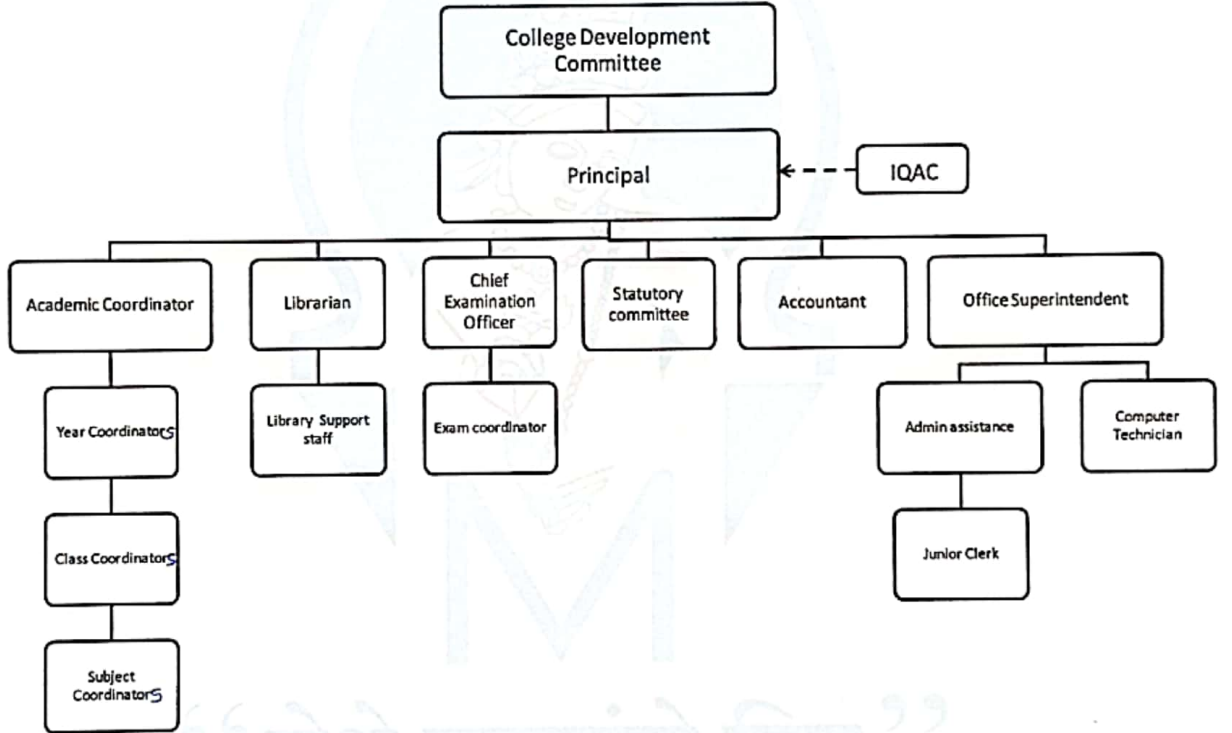 College Development
Committee
Principal
IQAC
Academic Coordinator
Librarian
Chief
Examination
Officer
Statutory
committee
Accountant
Office Superintendent
Year Coordinators
Library Support
staff
Exam coordinator
Admin assistance
Computer
Technician
Class Coordinators
Junior Clerk
Subject
Coordinators